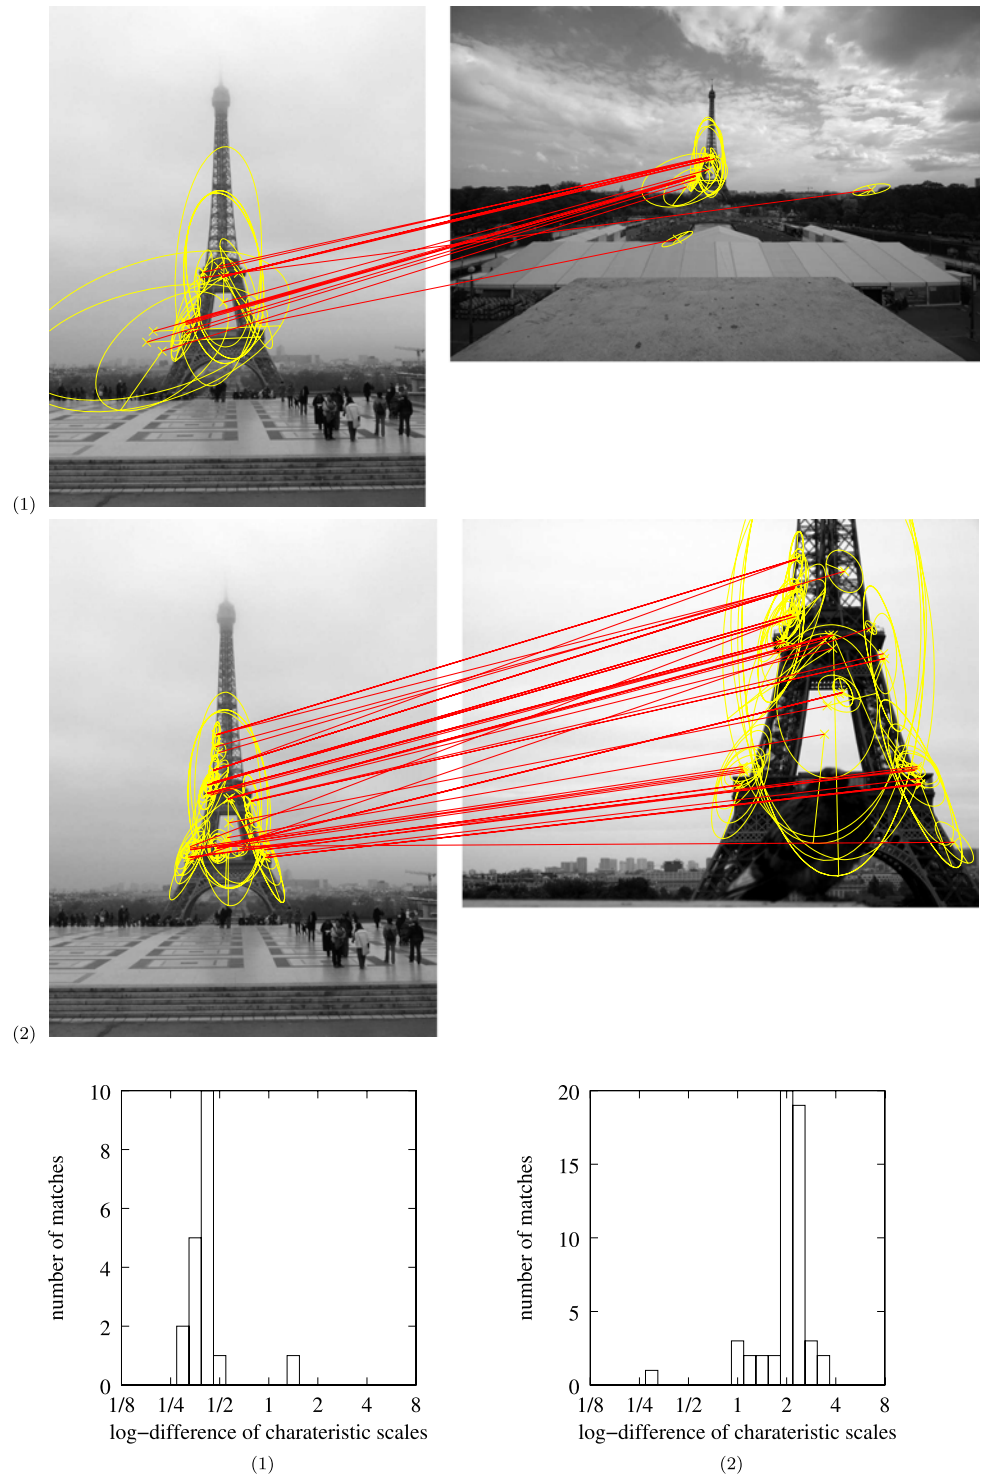 (1)
(2)
10
8
6
4
2
0
number of matches
1/8 1/4 1/2 1 2 4 8
log−difference of charateristic scales
(1)
20
15
10
5
0
number of matches
1/8 1/4 1/2 1 2 4 8
log−difference of charateristic scales
(2)